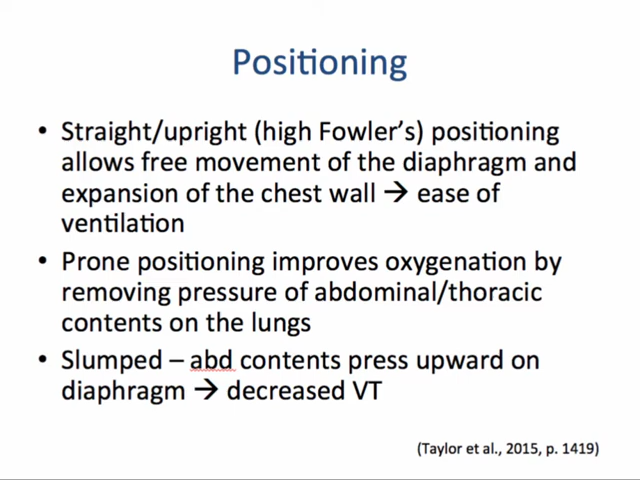 Positioning
• Straight/upright (high Fowler's) positioning
allows free movement of the diaphragm and
expansion of the chest wall → ease of
ventilation
• Prone positioning improves oxygenation by
removing pressure of abdominal/thoracic
contents on the lungs
• Slumped – abd contents press upward on
diaphragm → decreased VT
(Taylor et al., 2015, p. 1419)